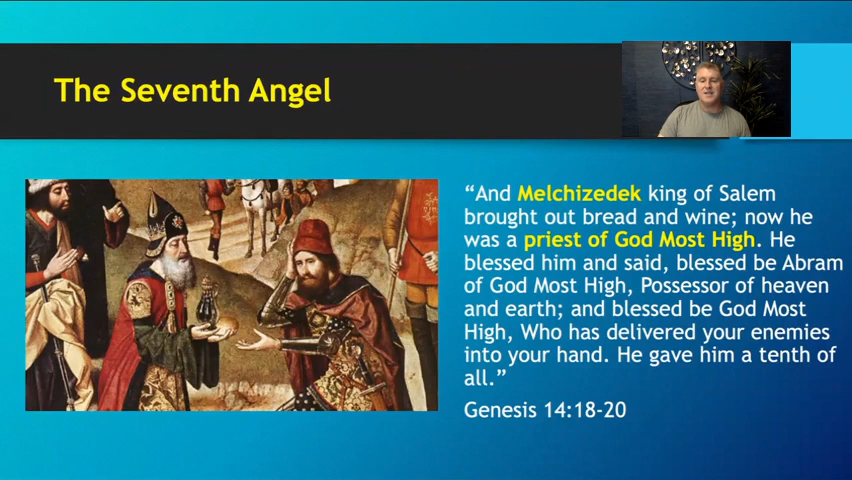 The Seventh Angel
“And Melchizedek king of Salem
brought out bread and wine; now he
was a priest of God Most High. He
blessed him and said, blessed be Abram
of God Most High, Possessor of heaven
and earth; and blessed be God Most
High, Who has delivered your enemies
into your hand. He gave him a tenth of
all.”
Genesis 14:18-20